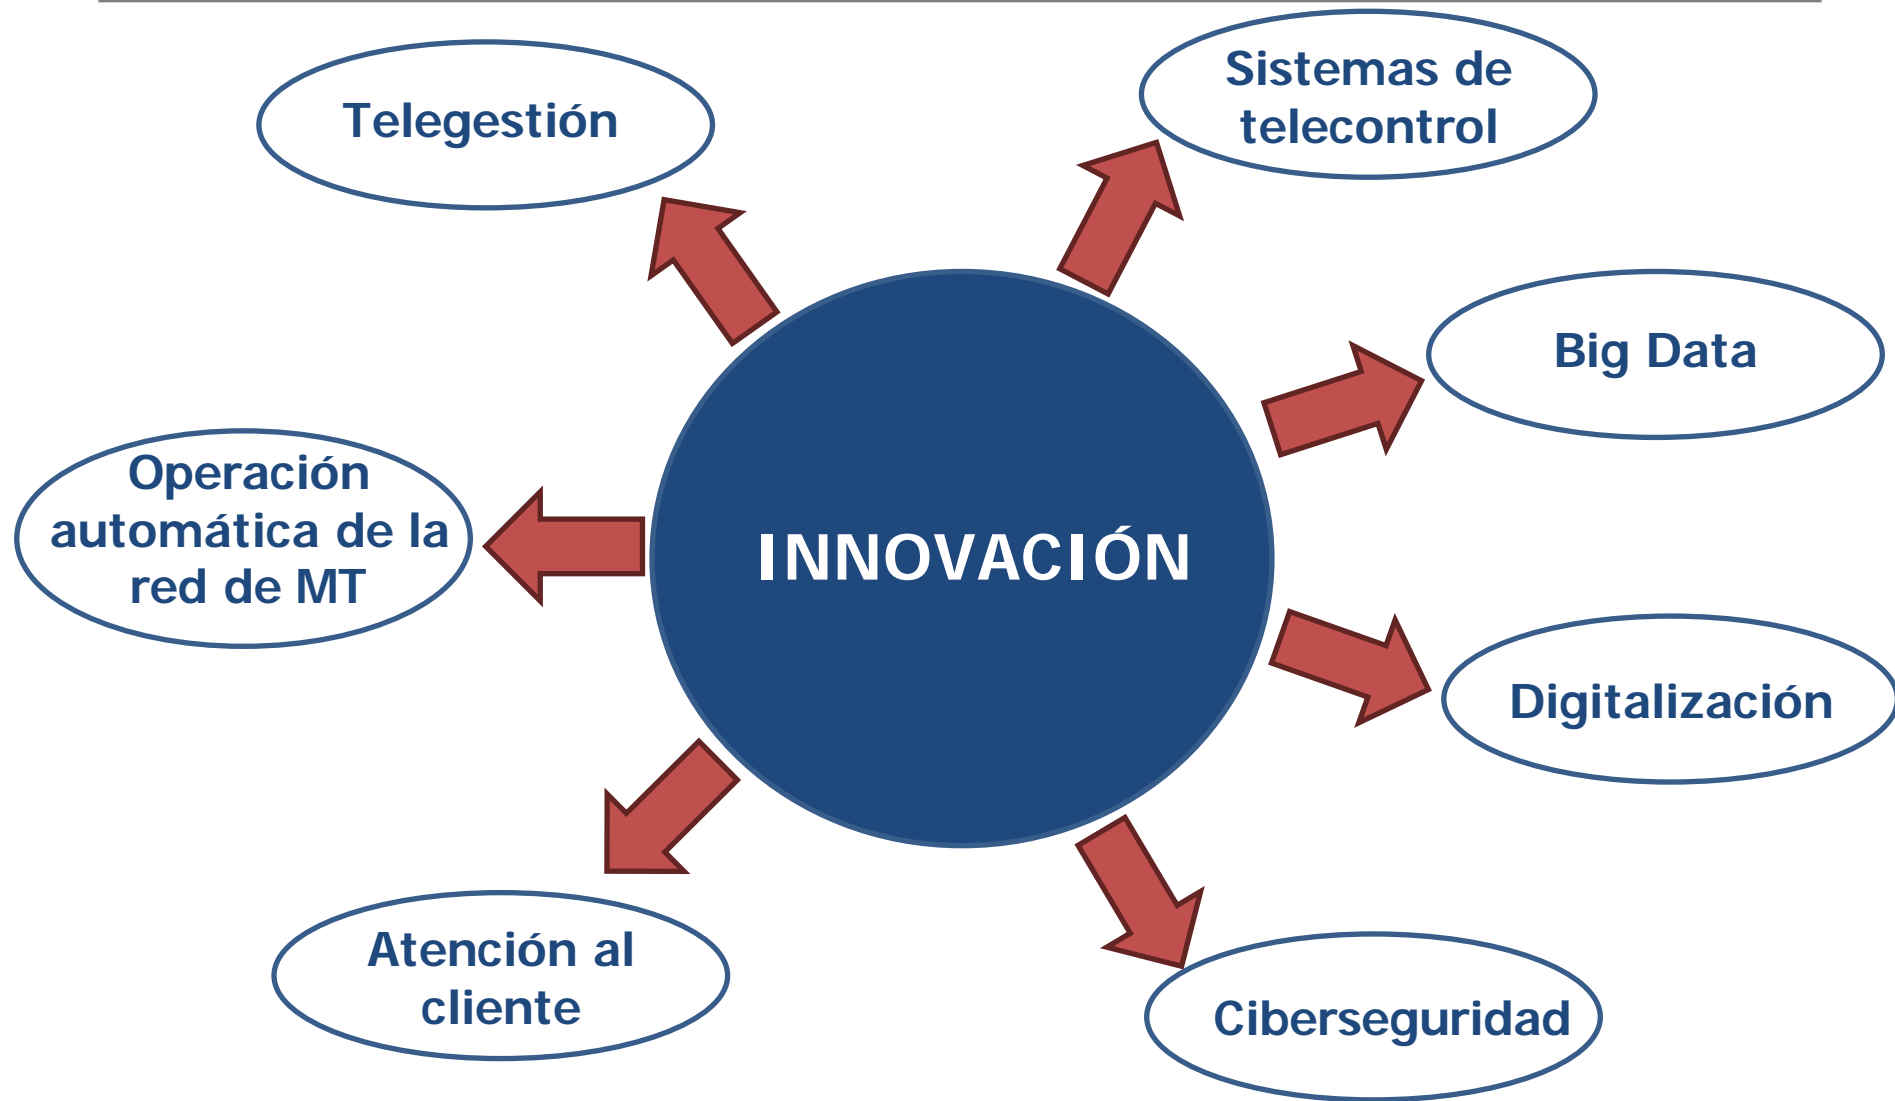 Telegestión
Sistemas de
telecontrol
Big Data
Operación
automática de la
red de MT
INNOVACIÓN
Digitalización
Atención al
cliente
Ciberseguridad